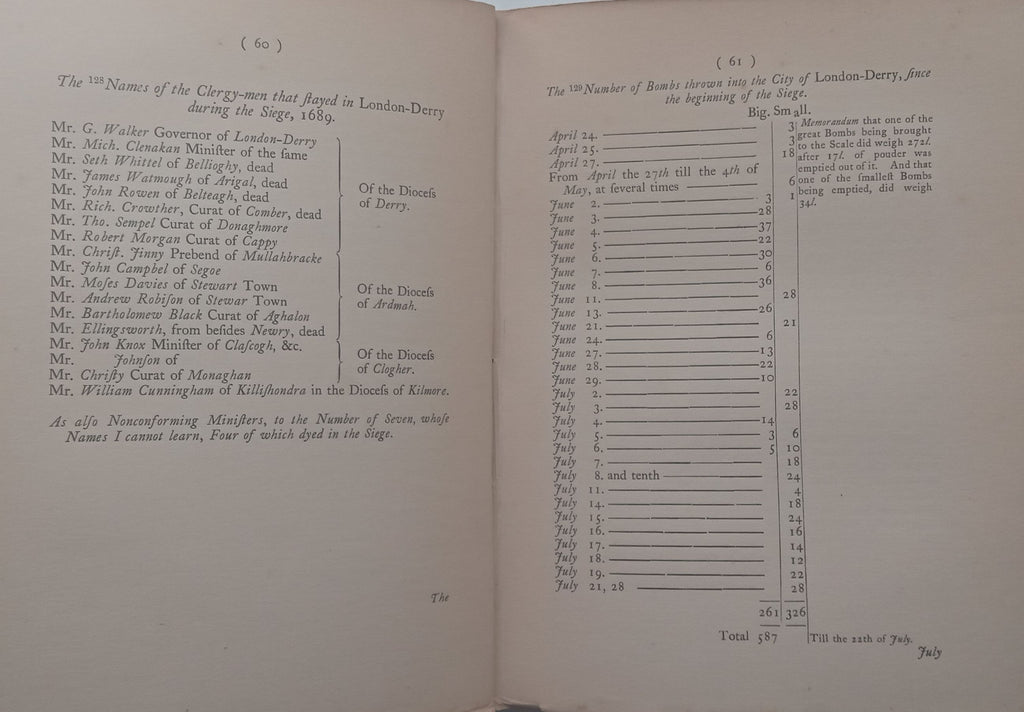 ( 60 )
The 128 Names of the Clergy-men that ſtayed in London-Derry
during the Siege, 1689.
Mr. G. Walker Governor of London-Derry
Mr. Mich. Clenakan Miniſter of the ſame
Mr. Seth Whittel of Bellioghy, dead
Mr. James Watmough of Arigal, dead
Mr. John Rowen of Belteagh, dead
Mr. Rich. Crowther, Curat of Comber, dead
Mr. Tho. Sempel Curat of Donaghmore
Mr. Robert Morgan Curat of Cappy
Of the Dioceſs
of Derry.
Mr. Chriſt. Jinny Prebend of Mullahbracke
Mr. John Campbel of Segoe
Mr. Moſes Davies of Stewart Town
Mr. Andrew Robiſon of Stewar Town
Mr. Bartholomew Black Curat of Aghalon
Mr. Ellingsworth, from beſides Newry, dead
Of the Dioceſs
of Ardmah.
Mr. John Knox Miniſter of Claſcogh, &c.
Mr. Johnſon of
Mr. Chriſty Curat of Monaghan
Of the Dioceſs
of Clogher.
Mr. William Cunningham of Killiſhondra in the Dioceſs of Kilmore.
As alſo Nonconforming Miniſters, to the Number of Seven, whoſe
Names I cannot learn, Four of which dyed in the Siege.
The
( 61 )
The 129 Number of Bombs thrown into the City of London-Derry, ſince
the beginning of the Siege.
Big. Small.
April 24. 3
April 25. 3
April 27. 18
From April the 27th till the 4th of
May, at ſeveral times 6
1
June 2. 3
June 3. 28
June 4. 37
June 5. 22
June 6. 30
June 7. 6
June 8. 36
June 11. 28
June 13. 26
June 21. 21
June 24. 6
June 27. 13
June 28. 22
June 29. 10
July 2. 22
July 3. 28
July 4. 14
July 5. 3 6
July 6. 5 10
July 7. 18
July 8. and tenth 24
July 11. 4
July 14. 18
July 15. 24
July 16. 16
July 17. 14
July 18. 12
July 19. 22
July 21, 28 28
261 326
Total 587
Memorandum that one of the
great Bombs being brought
to the Scale did weigh 272l.
after 17l. of pouder was
emptied out of it. And that
one of the ſmalleſt Bombs
being emptied, did weigh
34l.
Till the 22th of July.
July